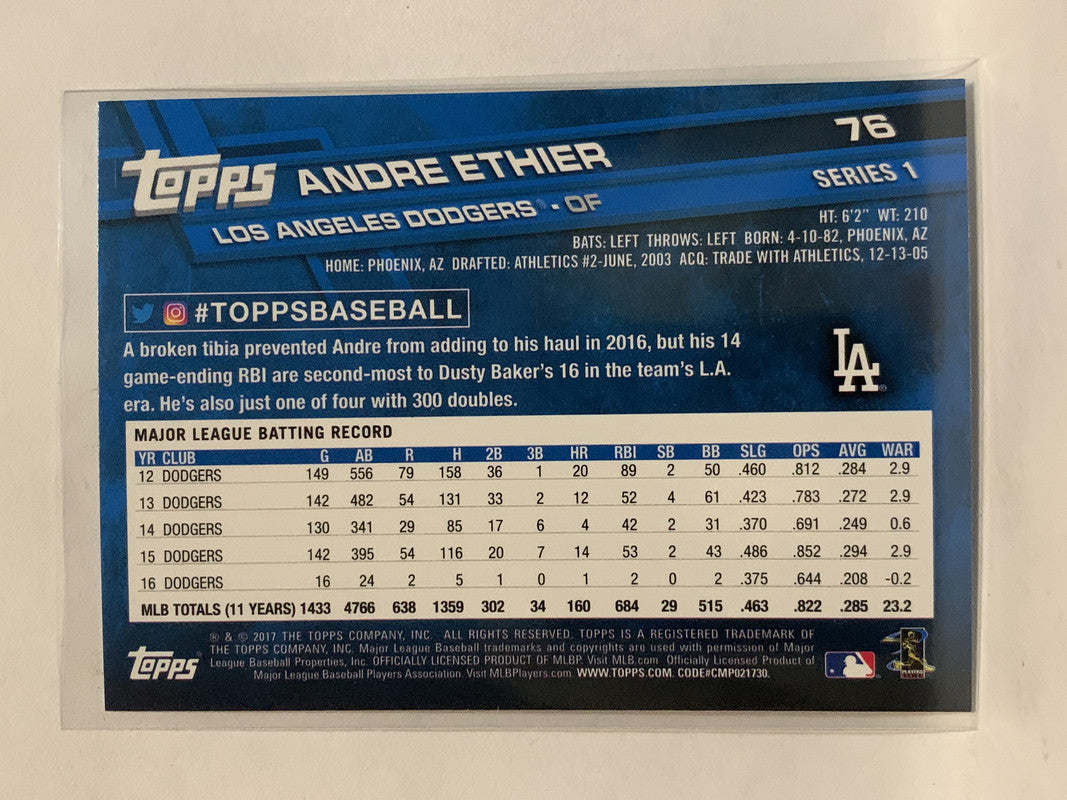 76
TOPPS ANDRE ETHIER
SERIES 1
LOS ANGELES DODGERS® - OF
HT: 6'2" WT: 210
BATS: LEFT THROWS: LEFT BORN: 4-10-82, PHOENIX, AZ
HOME: PHOENIX, AZ DRAFTED: ATHLETICS #2-JUNE, 2003 ACQ: TRADE WITH ATHLETICS, 12-13-05
#TOPPSBASEBALL
A broken tibia prevented Andre from adding to his haul in 2016, but his 14
game-ending RBI are second-most to Dusty Baker's 16 in the team's L.A.
era. He's also just one of four with 300 doubles.
LA
MAJOR LEAGUE BATTING RECORD
YR CLUB G AB R H 2B 3B HR RBI SB BB SLG OPS AVG WAR
12 DODGERS 149 556 79 158 36 1 20 89 2 50 .460 .812 .284 2.9
13 DODGERS 142 482 54 131 33 2 12 52 4 61 .423 .783 .272 2.9
14 DODGERS 130 341 29 85 17 6 4 42 2 31 .370 .691 .249 0.6
15 DODGERS 142 395 54 116 20 7 14 53 2 43 .486 .852 .294 2.9
16 DODGERS 16 24 2 5 1 0 1 2 0 2 .375 .644 .208 -0.2
MLB TOTALS (11 YEARS) 1433 4766 638 1359 302 34 160 684 29 515 .463 .822 .285 23.2
® & © 2017 THE TOPPS COMPANY, INC. ALL RIGHTS RESERVED. TOPPS IS A REGISTERED TRADEMARK OF
THE TOPPS COMPANY, INC. Major League Baseball trademarks and copyrights are used with permission of Major
League Baseball Properties, Inc. OFFICIALLY LICENSED PRODUCT OF MLBP. Visit MLB.com Officially Licensed Product of
Major League Baseball Players Association. Visit MLBPlayers.com. WWW.TOPPS.COM. CODE#CMP021730.
TOPPS